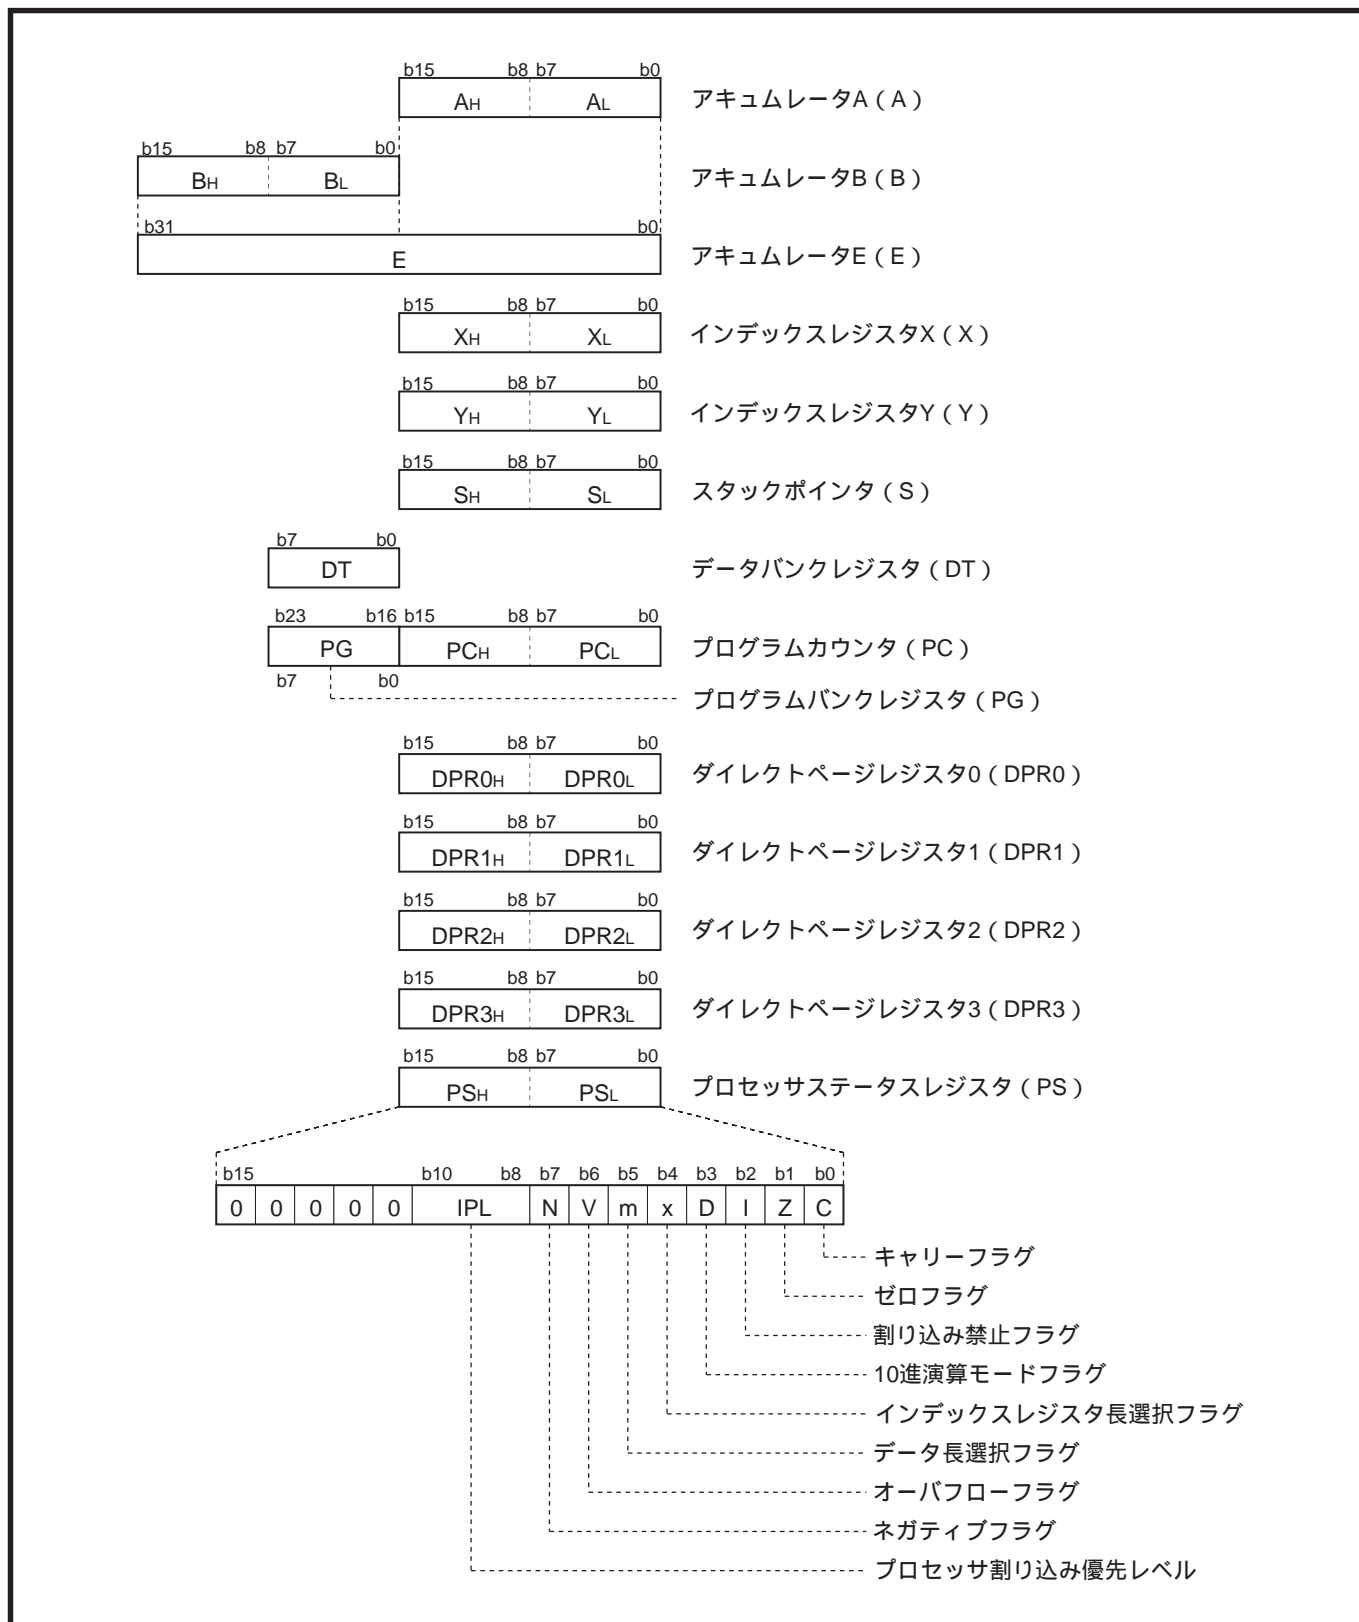 b15 b8 b7 b0
AH AL アキュムレータA(A)
b15 b8 b7 b0
BH BL アキュムレータB(B)
b31 b0
E アキュムレータE(E)
b15 b8 b7 b0
XH XL インデックスレジスタX(X)
b15 b8 b7 b0
YH YL インデックスレジスタY(Y)
b15 b8 b7 b0
SH SL スタックポインタ(S)
b7 b0
DT データバンクレジスタ(DT)
b23 b16 b15 b8 b7 b0
PG PCH PCL プログラムカウンタ(PC)
b7 b0
プログラムバンクレジスタ(PG)
b15 b8 b7 b0
DPR0H DPR0L ダイレクトページレジスタ0(DPR0)
b15 b8 b7 b0
DPR1H DPR1L ダイレクトページレジスタ1(DPR1)
b15 b8 b7 b0
DPR2H DPR2L ダイレクトページレジスタ2(DPR2)
b15 b8 b7 b0
DPR3H DPR3L ダイレクトページレジスタ3(DPR3)
b15 b8 b7 b0
PSH PSL プロセッサステータスレジスタ(PS)
b15 b10 b8 b7 b6 b5 b4 b3 b2 b1 b0
0 0 0 0 0 IPL N V m x D I Z C
キャリーフラグ
ゼロフラグ
割り込み禁止フラグ
10進演算モードフラグ
インデックスレジスタ長選択フラグ
データ長選択フラグ
オーバフローフラグ
ネガティブフラグ
プロセッサ割り込み優先レベル